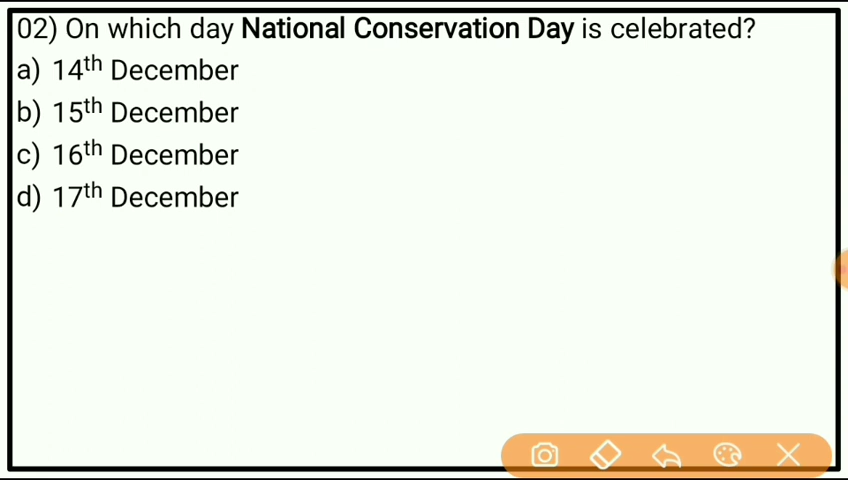 02) On which day National Conservation Day is celebrated?
a) 14th December
b) 15th December
c) 16th December
d) 17th December